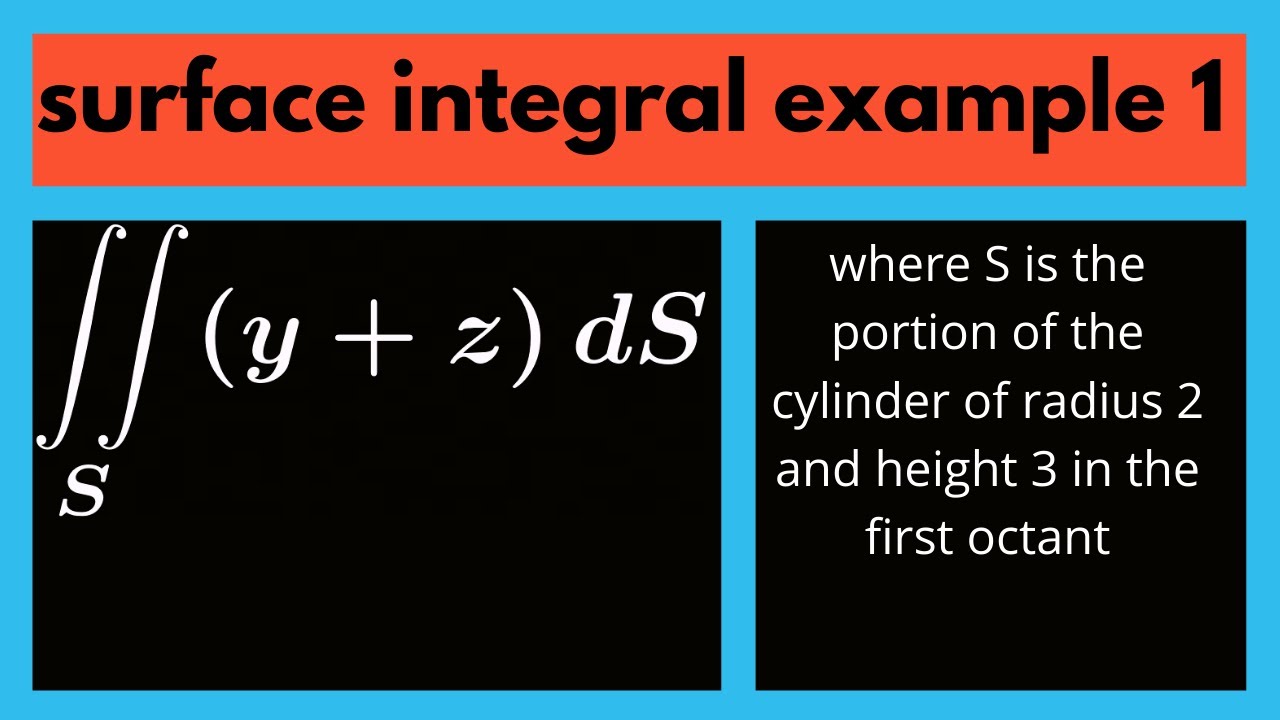 surface integral example 1
∬ (y + z) dS
S
where S is the
portion of the
cylinder of radius 2
and height 3 in the
first octant